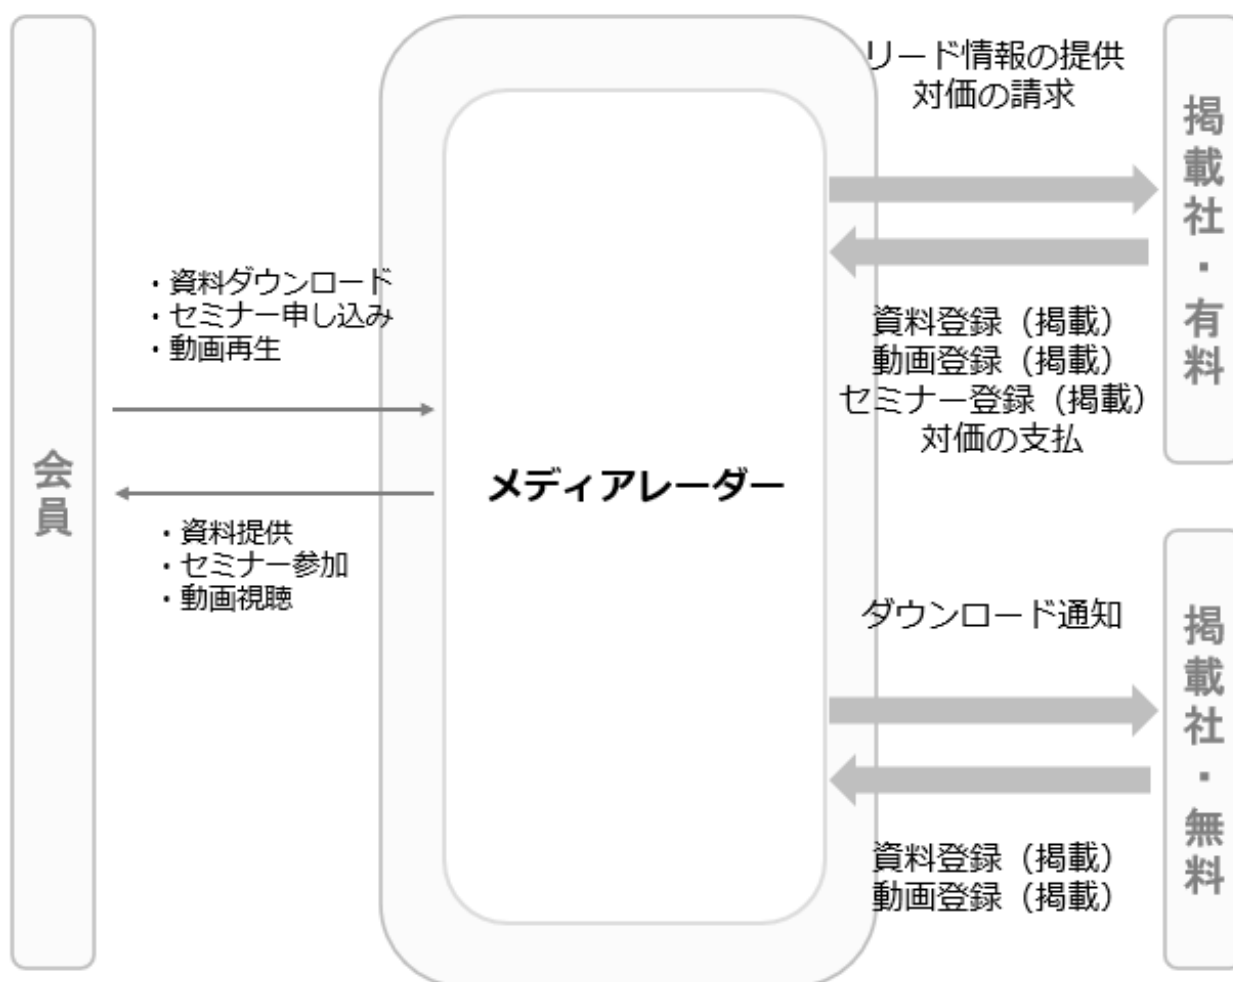 会員
・資料ダウンロード
・セミナー申し込み
・動画再生
・資料提供
・セミナー参加
・動画視聴
メディアレーダー
リード情報の提供
対価の請求
資料登録（掲載）
動画登録（掲載）
セミナー登録（掲載）
対価の支払
掲載社・有料
ダウンロード通知
資料登録（掲載）
動画登録（掲載）
掲載社・無料